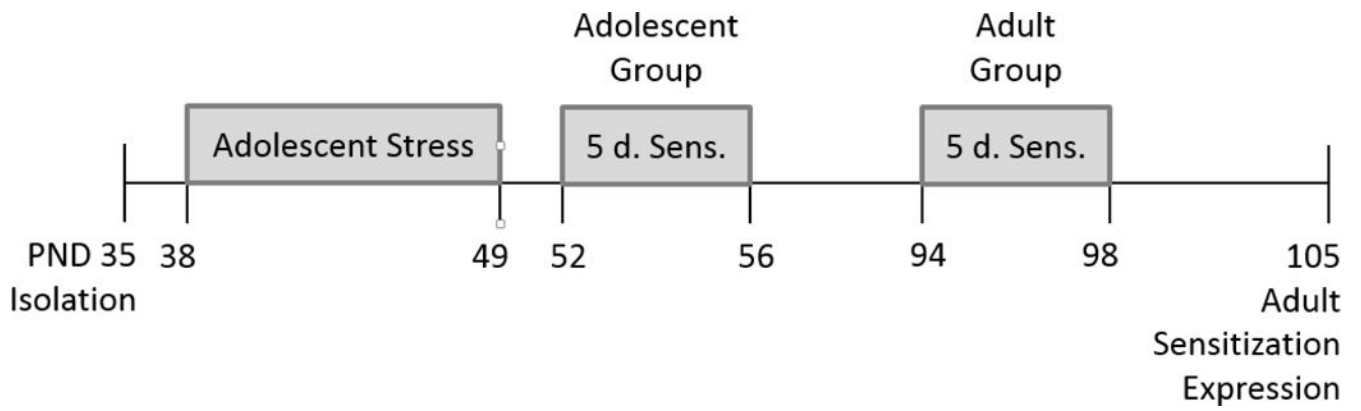 Adolescent
Group
Adult
Group
Adolescent Stress
5 d. Sens.
5 d. Sens.
PND 35
Isolation
38
49
52
56
94
98
105
Adult
Sensitization
Expression